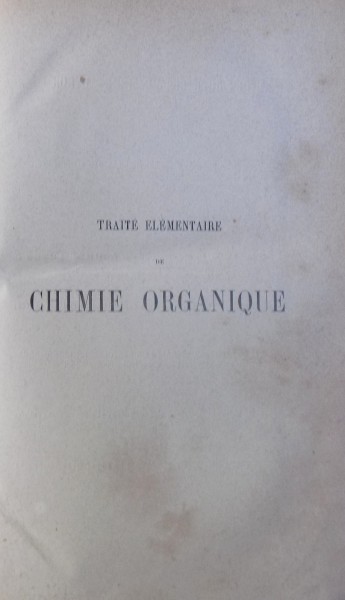 TRAITÉ ÉLÉMENTAIRE
DE
CHIMIE ORGANIQUE